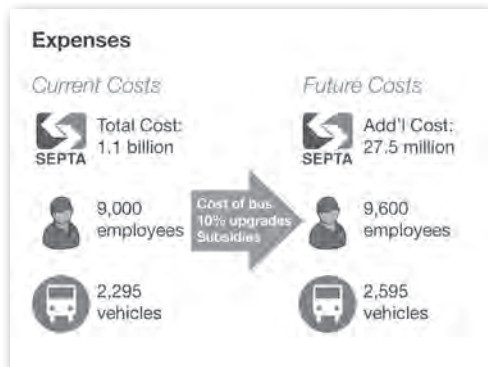 Expenses
Current Costs
Future Costs
SEPTA
Total Cost:
1.1 billion
SEPTA
Add'l Cost:
27.5 million
9,000
employees
Cost of bus
10% upgrades
Subsidies
9,600
employees
2,295
vehicles
2,595
vehicles